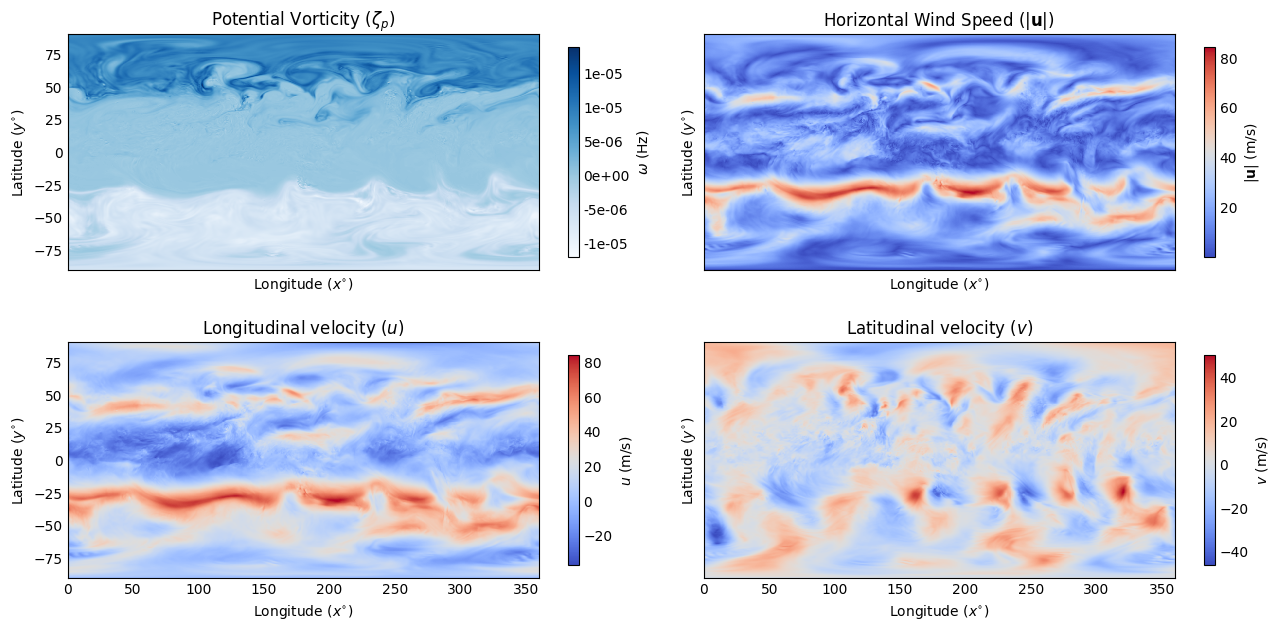 Potential Vorticity (ζp)
Latitude (y°)
75
50
25
0
−25
−50
−75
Longitude (x°)
1e-05
1e-05
5e-06
0e+00
-5e-06
-1e-05
ω (Hz)
Horizontal Wind Speed (|u|)
Latitude (y°)
Longitude (x°)
80
60
40
20
|u| (m/s)
Longitudinal velocity (u)
Latitude (y°)
75
50
25
0
−25
−50
−75
0 50 100 150 200 250 300 350
Longitude (x°)
80
60
40
20
0
−20
u (m/s)
Latitudinal velocity (v)
Latitude (y°)
0 50 100 150 200 250 300 350
Longitude (x°)
40
20
0
−20
−40
v (m/s)